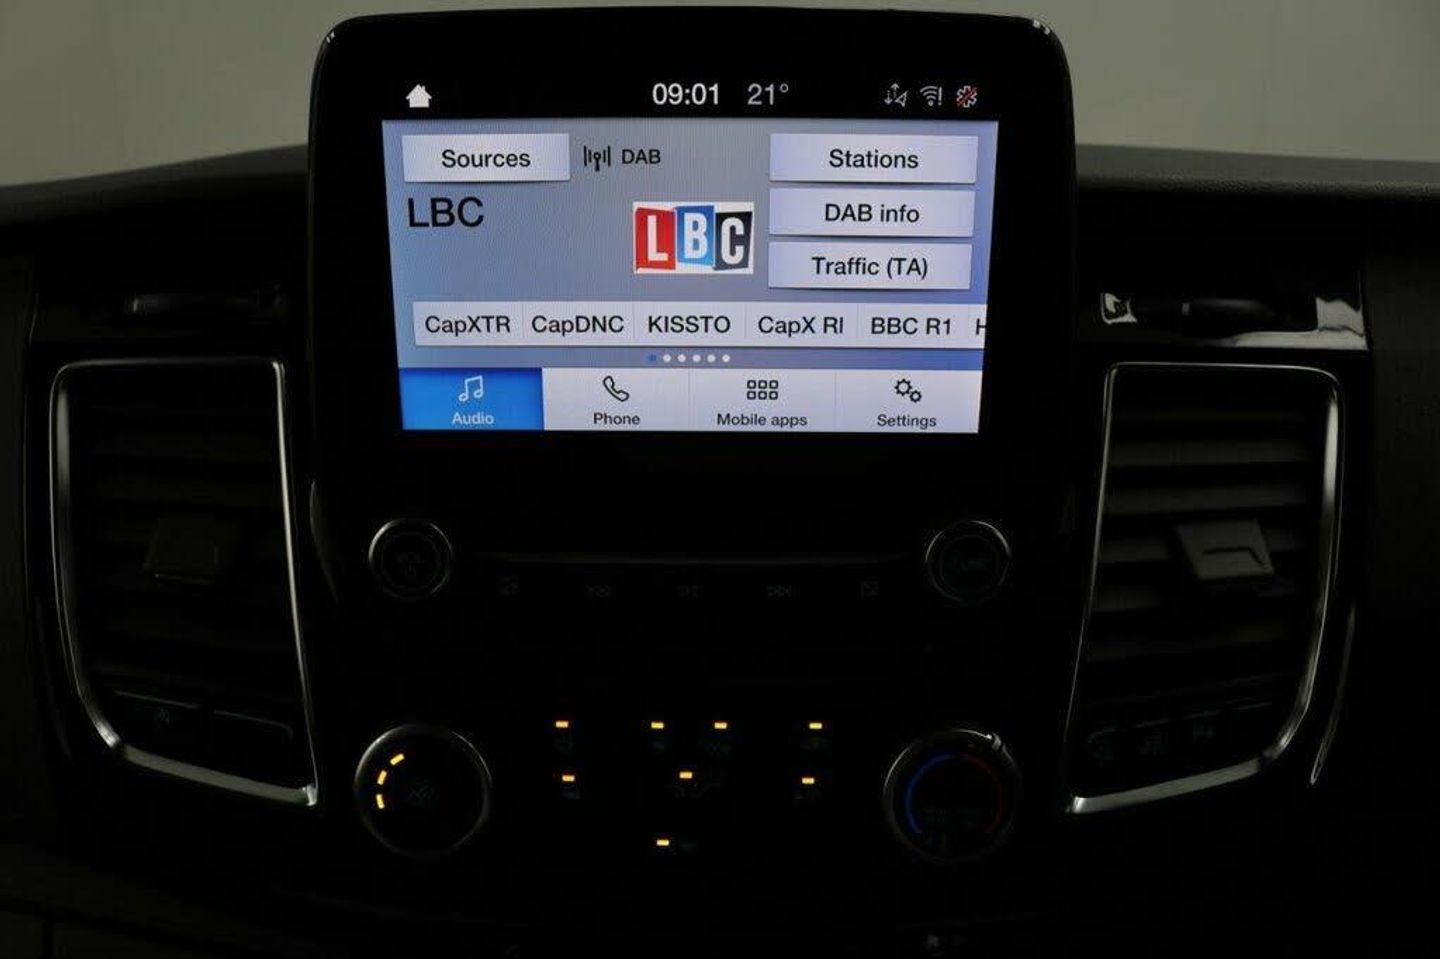 09:01 21°
Sources DAB Stations
LBC LBC DAB info
Traffic (TA)
CapXTR CapDNC KISSTO CapX RI BBC R1 H
Audio Phone Mobile apps Settings